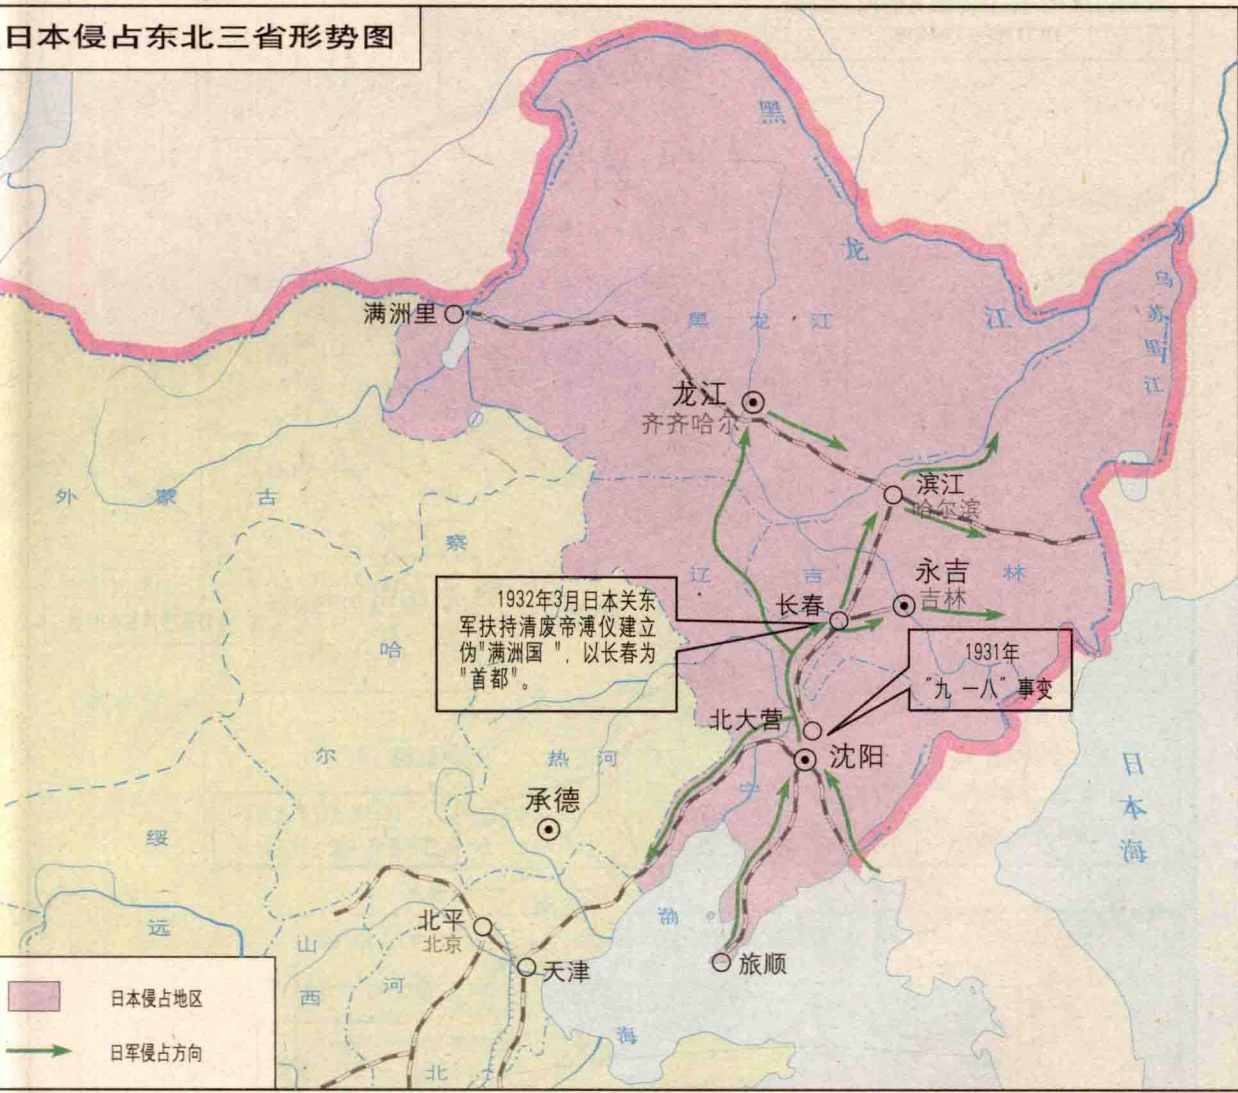 日本侵占东北三省形势图
黑
龙
江
乌苏里江
满洲里
黑龙江
龙江
齐齐哈尔
滨江
哈尔滨
外蒙古
察
哈
尔
辽
吉
林
永吉
吉林
长春
1932年3月日本关东
军扶持清废帝溥仪建立
伪"满洲国"，以长春为
"首都"。
1931年
"九一八"事变
北大营
沈阳
热河
宁
承德
日本海
绥
远
北平
北京
天津
渤
海
旅顺
山
西
河
北
日本侵占地区
日军侵占方向